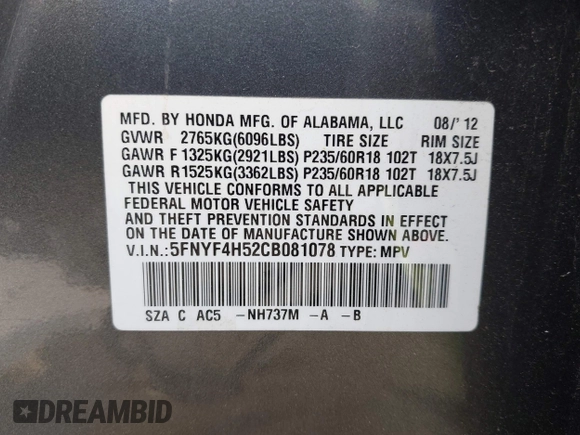 MFD. BY HONDA MFG. OF ALABAMA, LLC 08/'12
GVWR 2765KG(6096LBS) TIRE SIZE RIM SIZE
GAWR F 1325KG(2921LBS) P235/60R18 102T 18X7.5J
GAWR R1525KG(3362LBS) P235/60R18 102T 18X7.5J
THIS VEHICLE CONFORMS TO ALL APPLICABLE
FEDERAL MOTOR VEHICLE SAFETY
AND THEFT PREVENTION STANDARDS IN EFFECT
ON THE DATE OF MANUFACTURE SHOWN ABOVE.
V.I.N.:5FNYF4H52CB081078 TYPE: MPV
SZA C AC5 -NH737M -A -B
DREAMBID